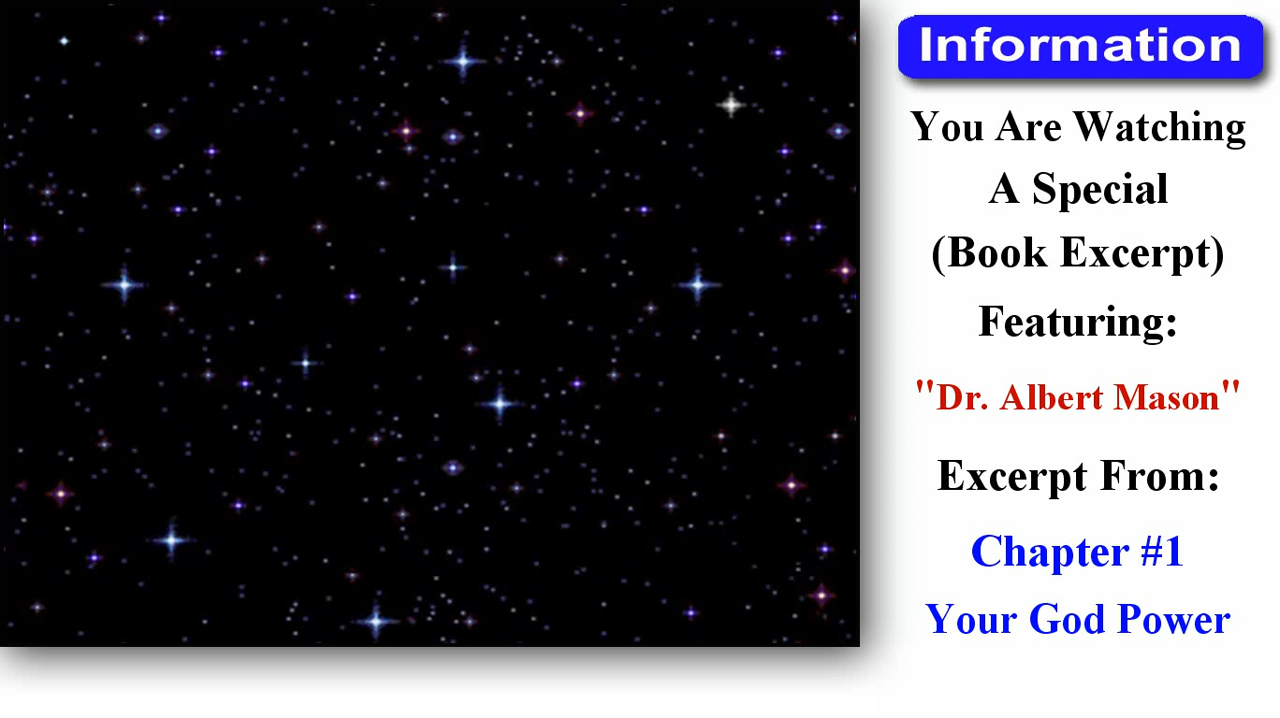 Information
You Are Watching
A Special
(Book Excerpt)
Featuring:
"Dr. Albert Mason"
Excerpt From:
Chapter #1
Your God Power